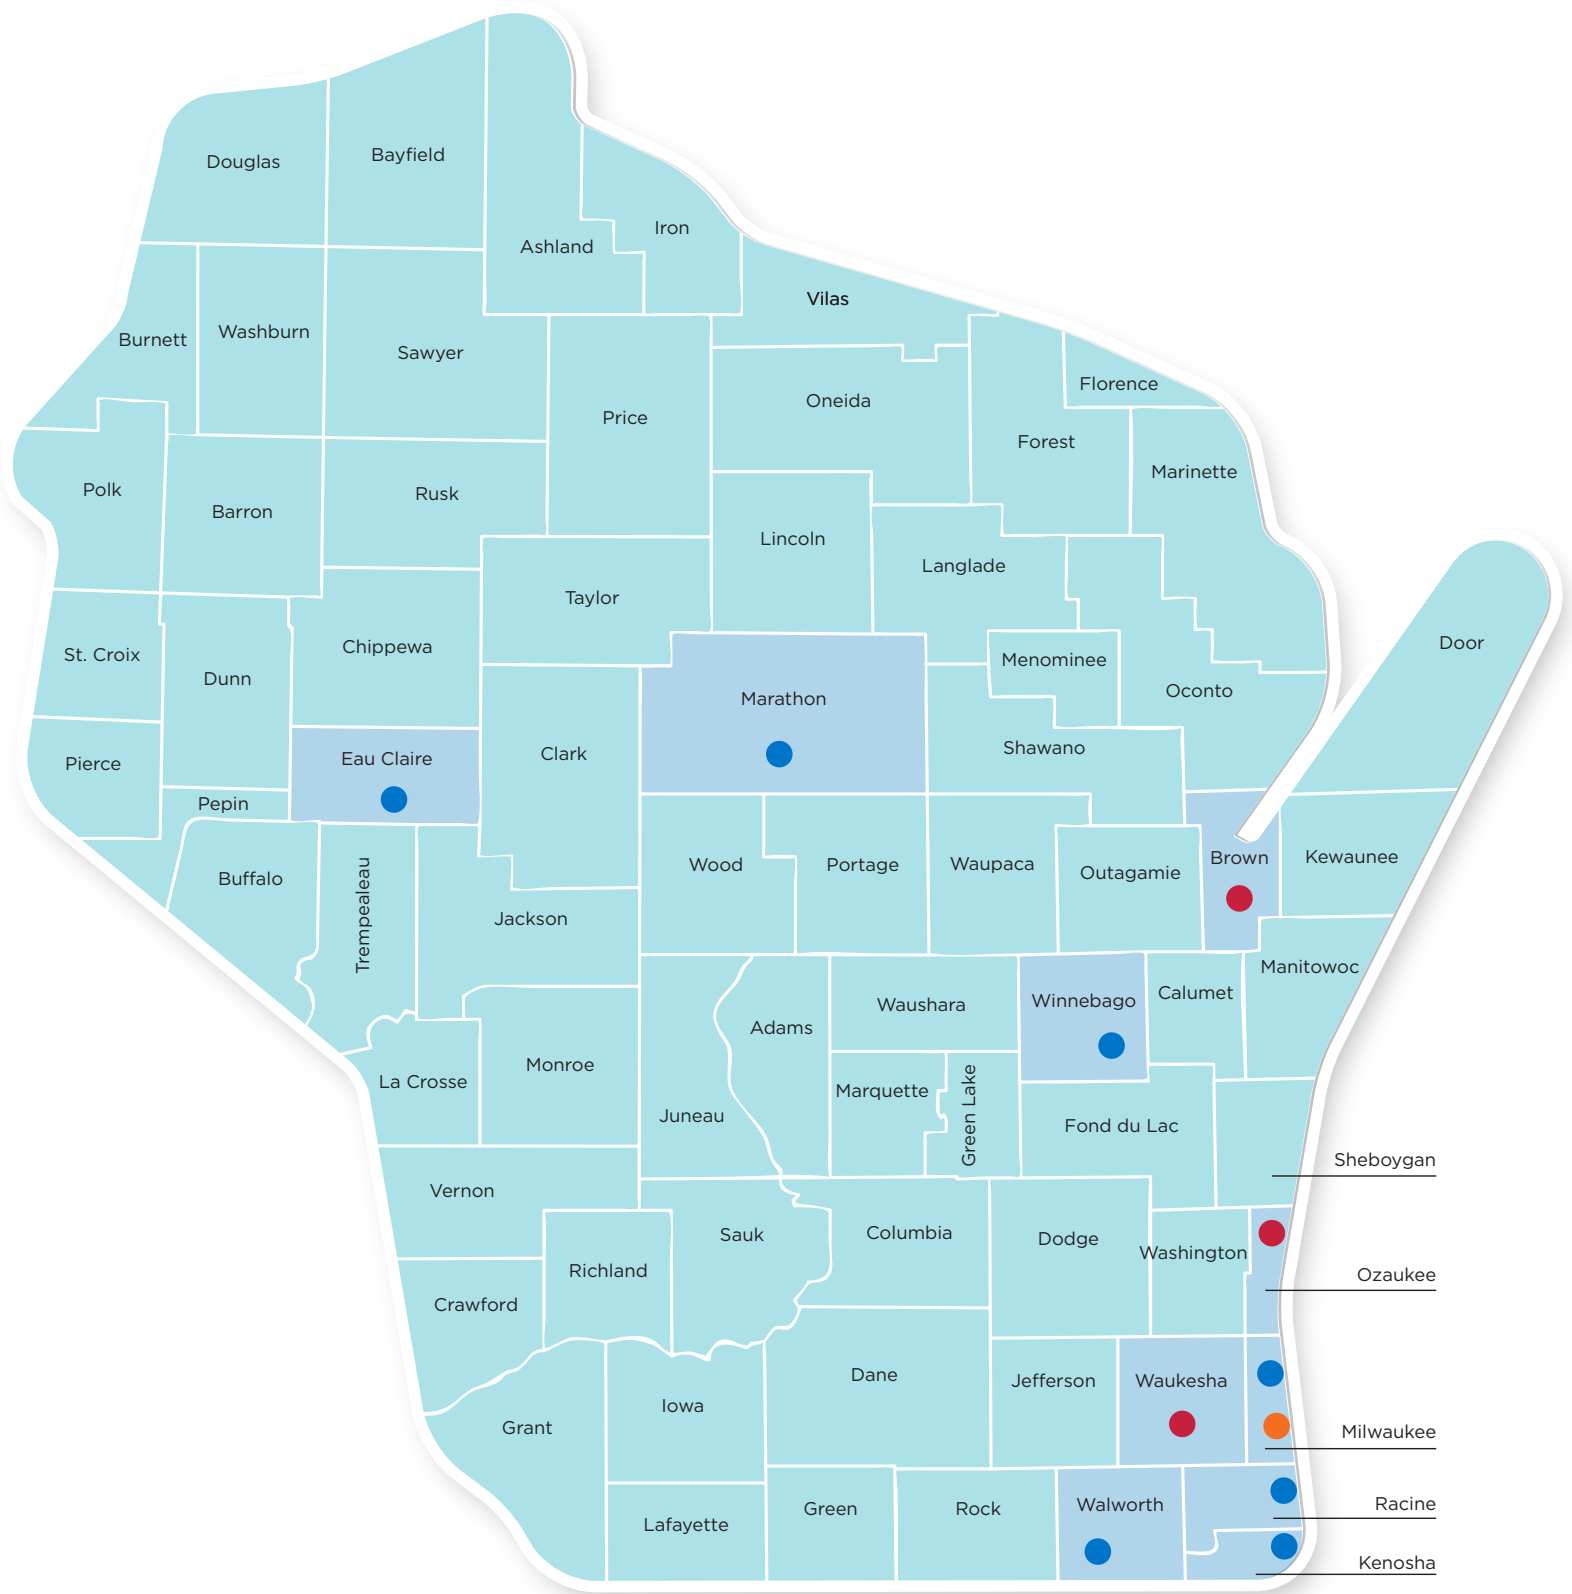 Douglas
Bayfield
Ashland
Iron
Vilas
Burnett
Washburn
Sawyer
Price
Oneida
Florence
Forest
Marinette
Polk
Barron
Rusk
Lincoln
Langlade
Taylor
St. Croix
Dunn
Chippewa
Menominee
Door
Oconto
Marathon
Pierce
Eau Claire
Clark
Shawano
Pepin
Buffalo
Trempealeau
Jackson
Wood
Portage
Waupaca
Outagamie
Brown
Kewaunee
Manitowoc
Calumet
Winnebago
Waushara
Adams
Juneau
Monroe
La Crosse
Marquette
Green Lake
Fond du Lac
Sheboygan
Vernon
Richland
Sauk
Columbia
Dodge
Washington
Ozaukee
Crawford
Grant
Iowa
Dane
Jefferson
Waukesha
Milwaukee
Lafayette
Green
Rock
Walworth
Racine
Kenosha